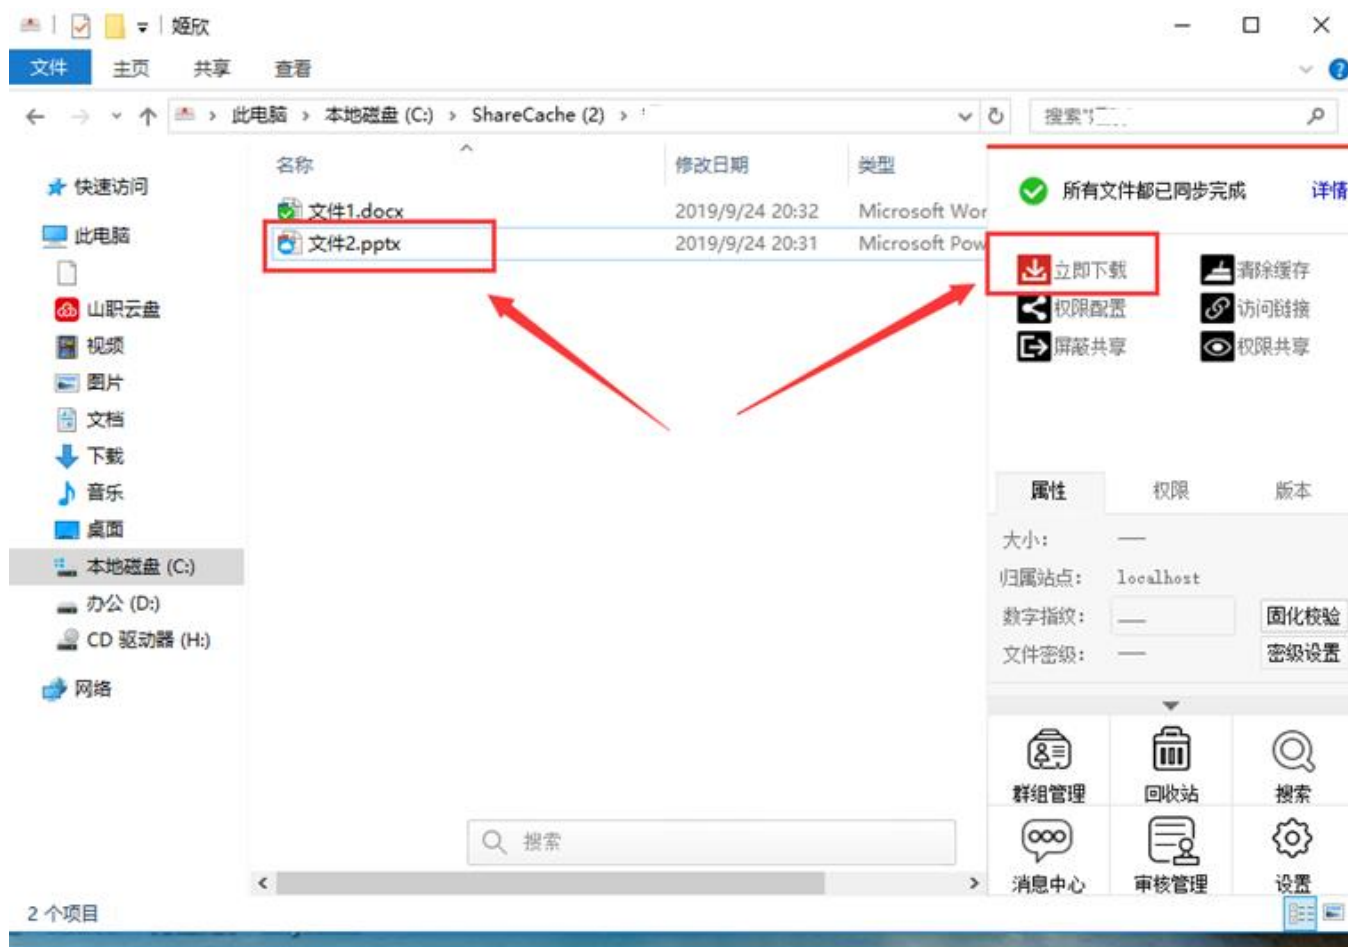 姬欣
文件 主页 共享 查看
此电脑 > 本地磁盘 (C:) > ShareCache (2) >
搜索"
名称 修改日期 类型
文件1.docx 2019/9/24 20:32 Microsoft Wor
文件2.pptx 2019/9/24 20:31 Microsoft Pow
快速访问
此电脑
山职云盘
视频
图片
文档
下载
音乐
桌面
本地磁盘 (C:)
办公 (D:)
CD 驱动器 (H:)
网络
搜索
所有文件都已同步完成 详情
立即下载 清除缓存
权限配置 访问链接
屏蔽共享 权限共享
属性 权限 版本
大小： —
归属站点： localhost
数字指纹： — 固化校验
文件密级： — 密级设置
群组管理 回收站 搜索
消息中心 审核管理 设置
2 个项目